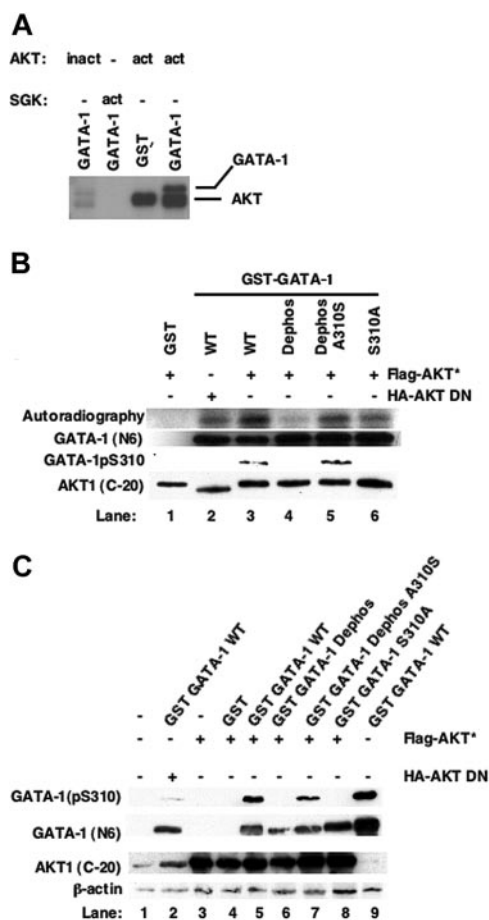 A
AKT: inact - act act
SGK: - act - -
GATA-1 GATA-1 GST GATA-1
GATA-1
AKT
B
GST-GATA-1
GST WT WT Dephos Dephos A310S S310A
+ - + + + + Flag-AKT*
- + - - - - HA-AKT DN
Autoradiography
GATA-1 (N6)
GATA-1pS310
AKT1 (C-20)
Lane: 1 2 3 4 5 6
C
- GST GATA-1 WT - GST GST GATA-1 WT GST GATA-1 Dephos GST GATA-1 Dephos A310S GST GATA-1 S310A GST GATA-1 WT
- - + + + + + + - Flag-AKT*
- + - - - - - - - HA-AKT DN
GATA-1(pS310)
GATA-1 (N6)
AKT1 (C-20)
β-actin
Lane: 1 2 3 4 5 6 7 8 9